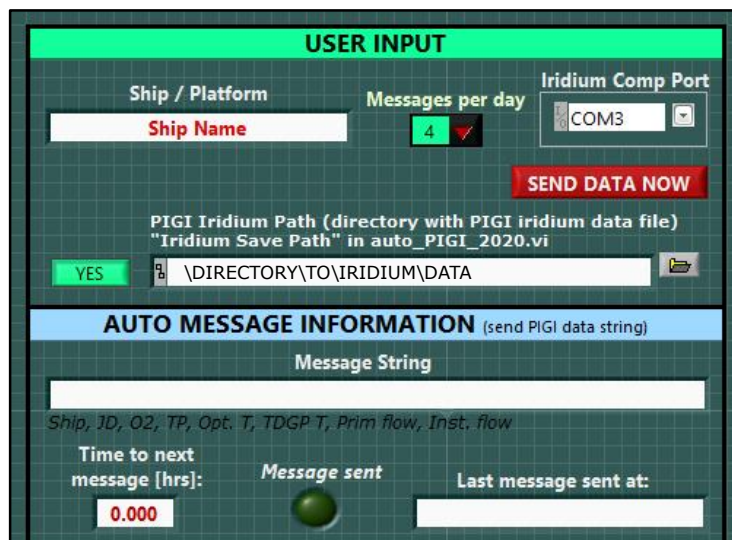 USER INPUT
Ship / Platform
Ship Name
Messages per day
4
Iridium Comp Port
COM3
SEND DATA NOW
PIGI Iridium Path (directory with PIGI iridium data file)
"Iridium Save Path" in auto_PIGI_2020.vi
YES
\DIRECTORY\TO\IRIDIUM\DATA
AUTO MESSAGE INFORMATION (send PIGI data string)
Message String
Ship, JD, O2, TP, Opt. T, TDGP T, Prim flow, Inst. flow
Time to next
message [hrs]:
0.000
Message sent
Last message sent at: